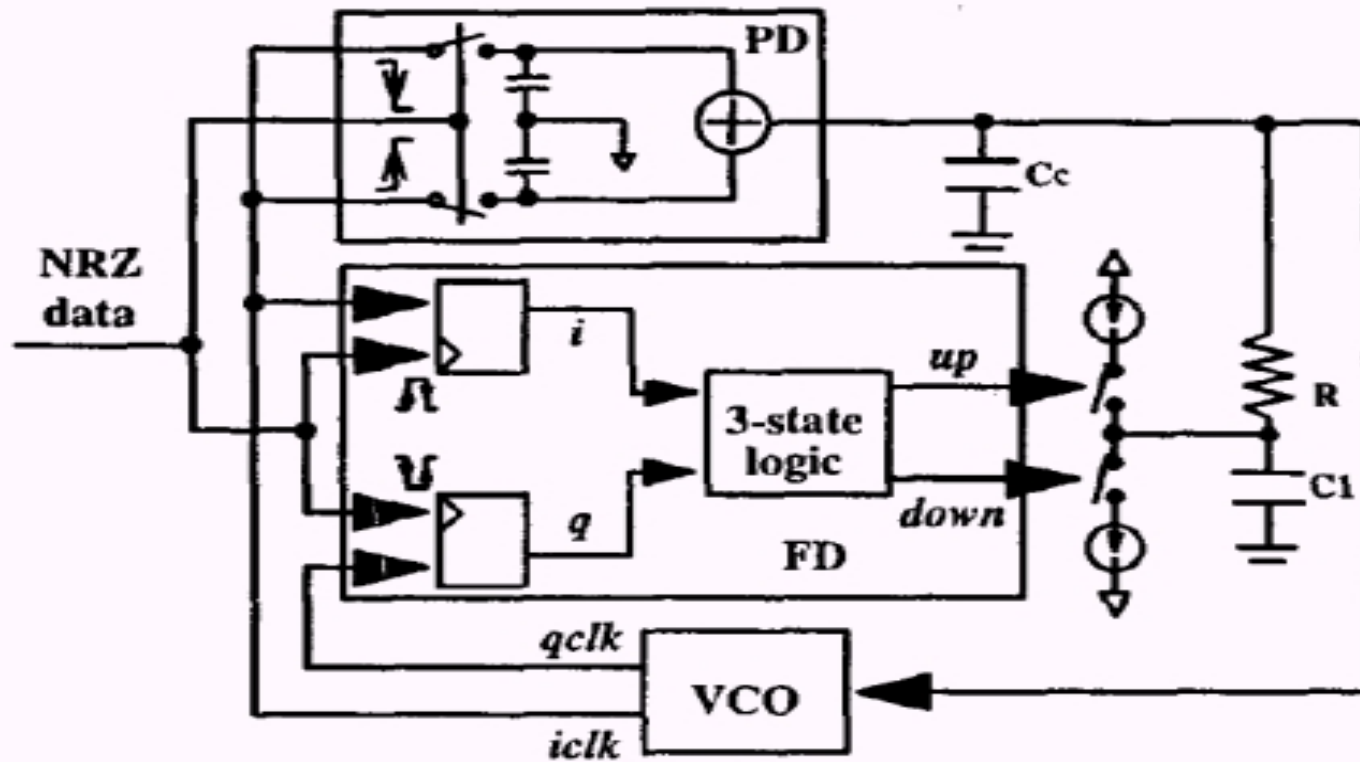 PD
Cc
NRZ
data
i
up
3-state
logic
R
C1
q
down
FD
qclk
VCO
iclk